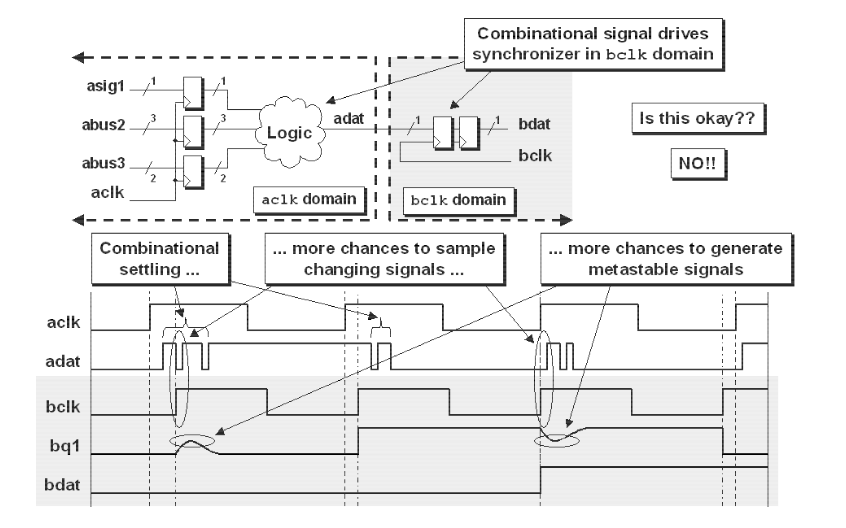 Combinational signal drives
synchronizer in bclk domain
asig1
1
1
abus2
3
3
Logic
adat
1
1
bdat
bclk
abus3
2
2
aclk
aclk domain
bclk domain
Is this okay??
NO!!
Combinational
settling ...
... more chances to sample
changing signals ...
... more chances to generate
metastable signals
aclk
adat
bclk
bq1
bdat